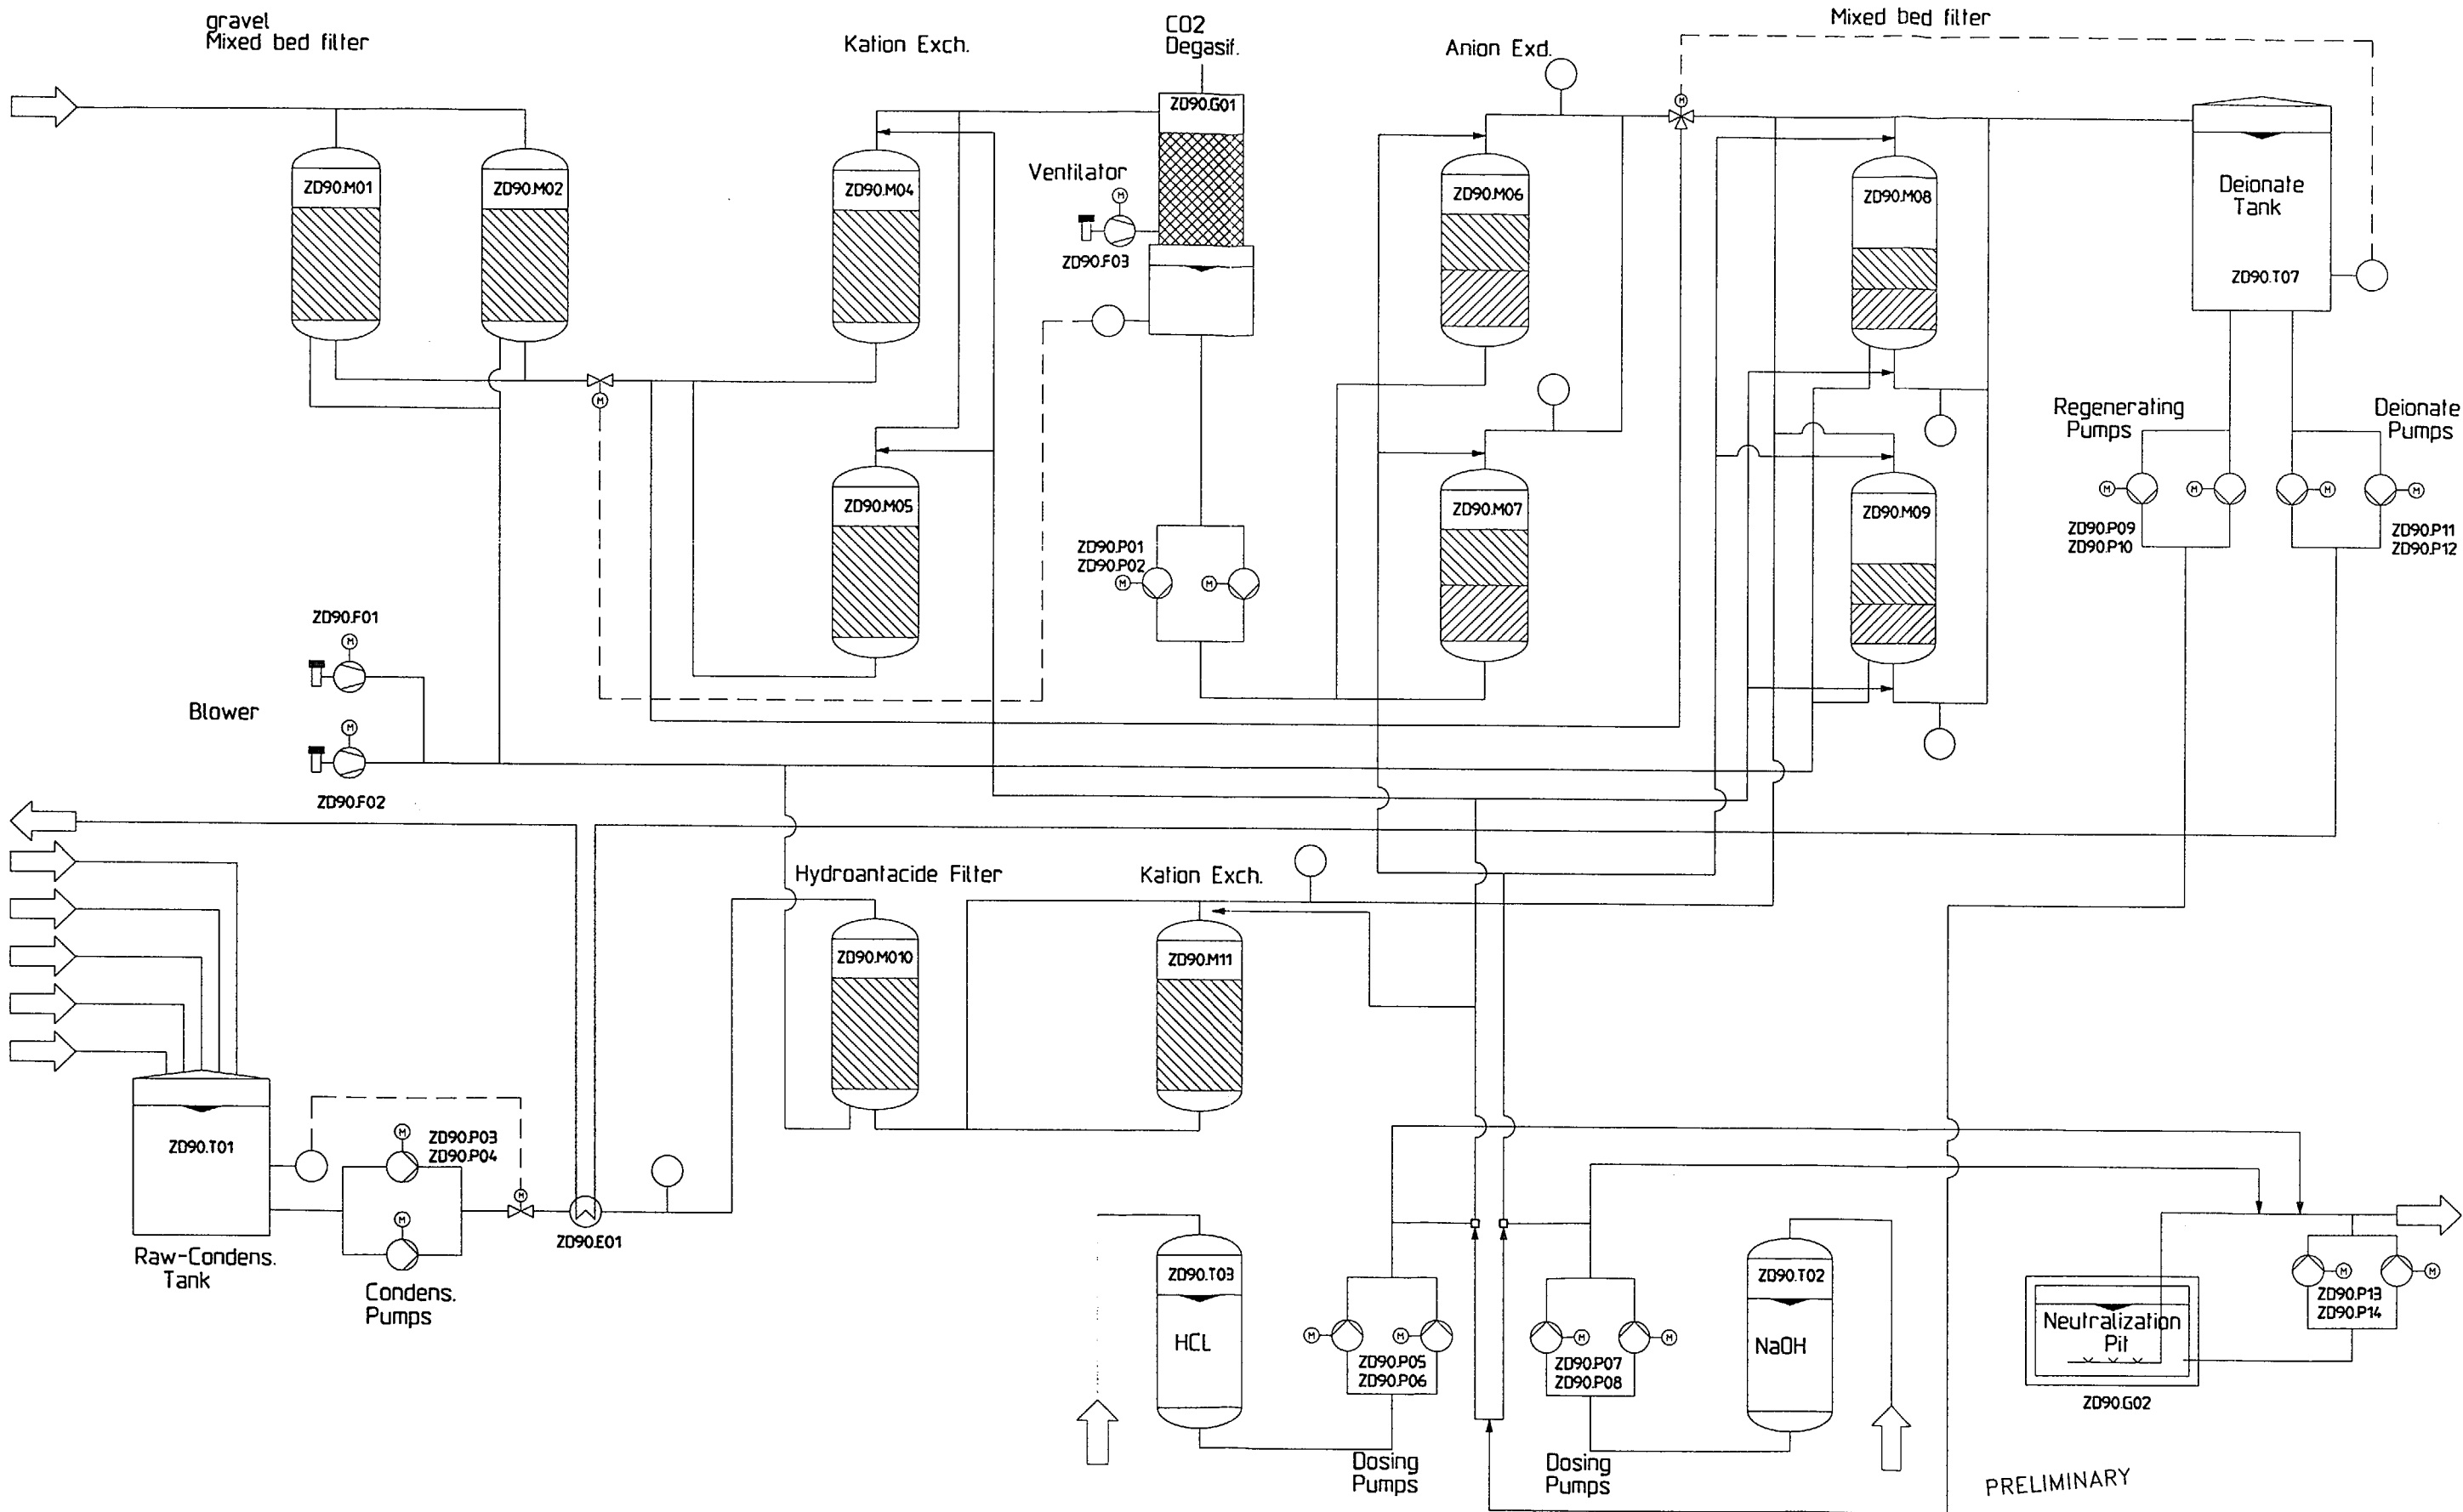 gravel
Mixed bed filter
Kation Exch.
CO2
Degasif.
Anion Exd.
Mixed bed filter
ZD90.G01
ZD90.M01
ZD90.M02
ZD90.M04
Ventilator
M
ZD90.F03
ZD90.M06
M
ZD90.M08
Deionate
Tank
ZD90.T07
M
ZD90.M05
ZD90.M07
ZD90.M09
Regenerating
Pumps
Deionate
Pumps
M
M
M
M
ZD90.P09
ZD90.P10
ZD90.P11
ZD90.P12
ZD90.P01
ZD90.P02
M
M
ZD90.F01
M
Blower
M
ZD90.F02
Hydroantacide Filter
Kation Exch.
ZD90.M010
ZD90.M11
ZD90.T01
M
ZD90.P03
ZD90.P04
M
M
ZD90.E01
Raw-Condens.
Tank
Condens.
Pumps
ZD90.T03
HCL
M
M
ZD90.P05
ZD90.P06
M
M
ZD90.P07
ZD90.P08
ZD90.T02
NaOH
Neutralization
Pit
ZD90.G02
M
M
ZD90.P13
ZD90.P14
Dosing
Pumps
Dosing
Pumps
PRELIMINARY